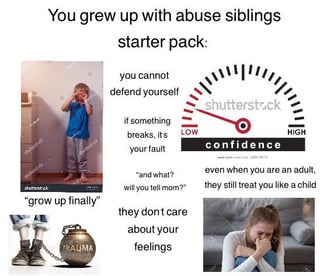 You grew up with abuse siblings
starter pack:
you cannot
defend yourself
shutterstock
LOW
HIGH
confidence
if something
breaks, it's
your fault
shutterstock
"and what?
will you tell mom?"
even when you are an adult,
they still treat you like a child
"grow up finally"
they dont care
about your
feelings
TRAUMA